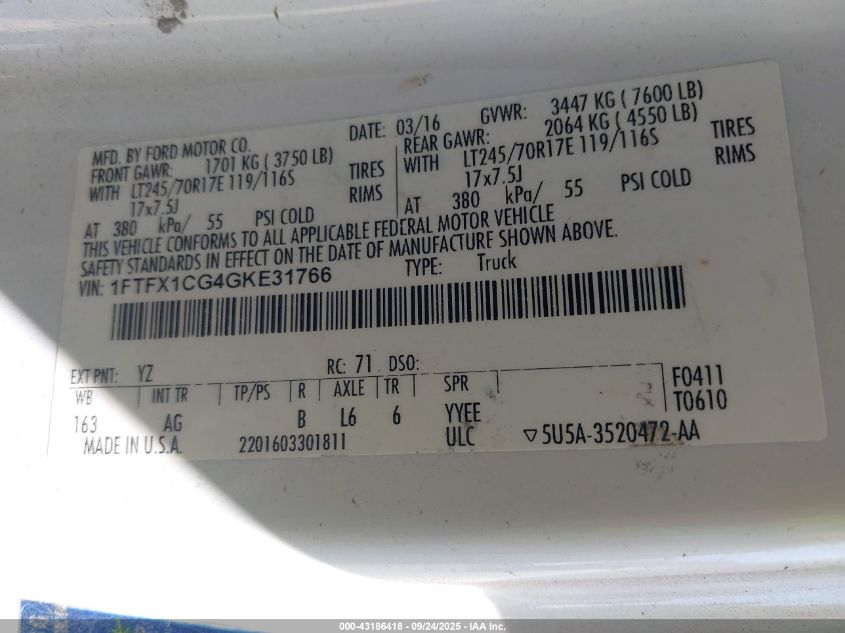 MFD. BY FORD MOTOR CO.
DATE: 03/16 GVWR: 3447 KG ( 7600 LB)
FRONT GAWR: 1701 KG ( 3750 LB)
WITH LT245/70R17E 119/116S TIRES
17x7.5J RIMS
AT 380 kPa/ 55 PSI COLD
REAR GAWR: 2064 KG ( 4550 LB)
WITH LT245/70R17E 119/116S TIRES
17x7.5J RIMS
AT 380 kPa/ 55 PSI COLD
THIS VEHICLE CONFORMS TO ALL APPLICABLE FEDERAL MOTOR VEHICLE
SAFETY STANDARDS IN EFFECT ON THE DATE OF MANUFACTURE SHOWN ABOVE.
VIN: 1FTFX1CG4GKE31766 TYPE: Truck
EXT PNT: YZ RC: 71 DSO:
WB INT TR TP/PS R AXLE TR SPR
163 AG B L6 6 YYEE
F0411
T0610
MADE IN U.S.A. 2201603301811 ULC ▽5U5A-3520472-AA
000-43186418 - 09/24/2025 - IAA Inc.